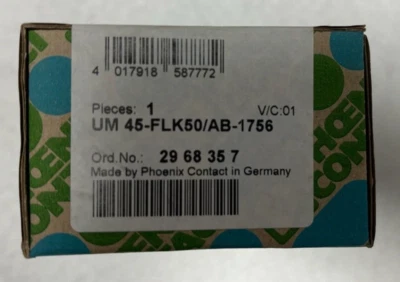 4 017918 587772
Pieces: 1 V/C:01
UM 45-FLK50/AB-1756
Ord.No.: 29 68 35 7
Made by Phoenix Contact in Germany